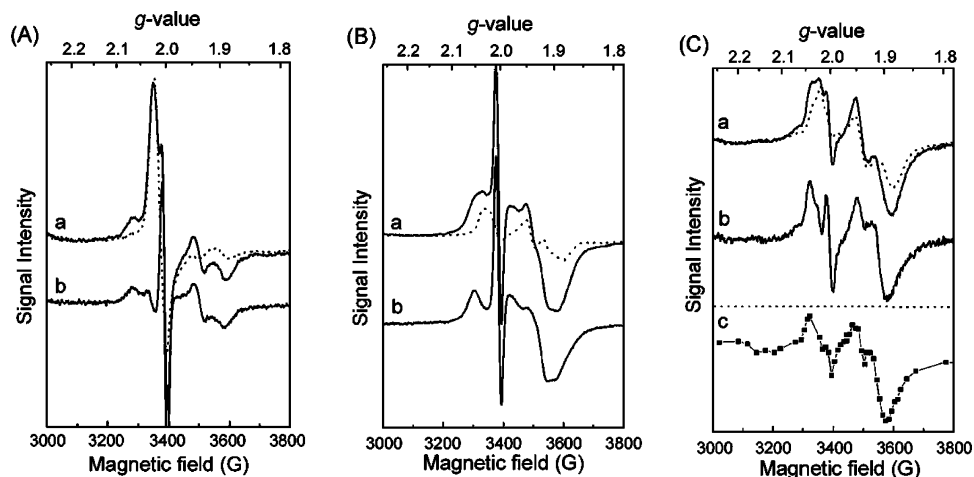 (A)
g-value
2.2 2.1 2.0 1.9 1.8
Signal Intensity
a
b
3000 3200 3400 3600 3800
Magnetic field (G)
(B)
g-value
2.2 2.1 2.0 1.9 1.8
Signal Intensity
a
b
3000 3200 3400 3600 3800
Magnetic field (G)
(C)
g-value
2.2 2.1 2.0 1.9 1.8
Signal Intensity
a
b
c
3000 3200 3400 3600 3800
Magnetic field (G)